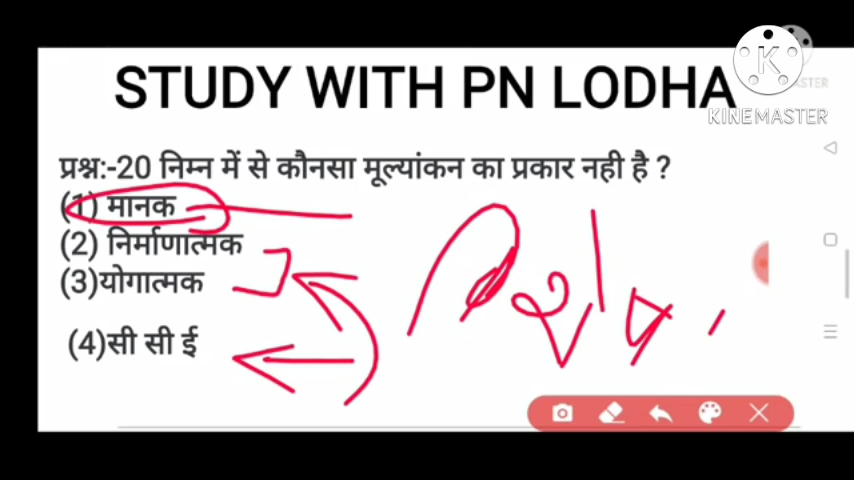 STUDY WITH PN LODHA
KINEMASTER
प्रश्न:-20 निम्न में से कौनसा मूल्यांकन का प्रकार नही है ?
(1) मानक
(2) निर्माणात्मक
(3)योगात्मक
(4)सी सी ई